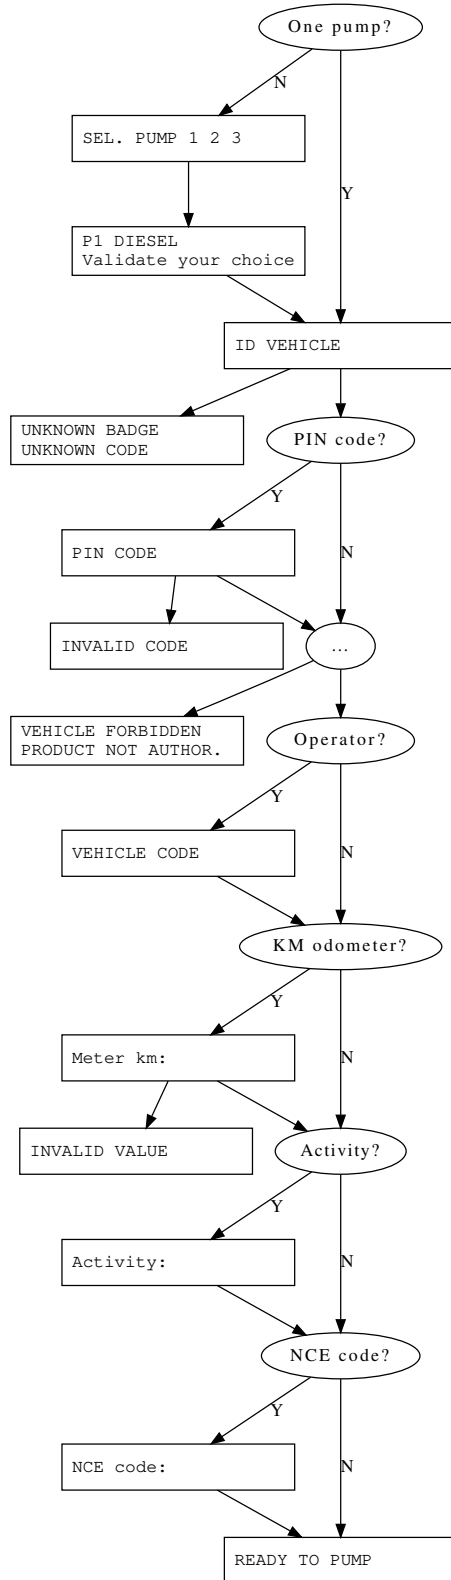 One pump?
N
SEL. PUMP 1 2 3
Y
P1 DIESEL
Validate your choice
ID VEHICLE
UNKNOWN BADGE
UNKNOWN CODE
PIN code?
Y
PIN CODE
N
INVALID CODE
...
VEHICLE FORBIDDEN
PRODUCT NOT AUTHOR.
Operator?
Y
VEHICLE CODE
N
KM odometer?
Y
Meter km:
N
INVALID VALUE
Activity?
Y
Activity:
N
NCE code?
Y
NCE code:
N
READY TO PUMP